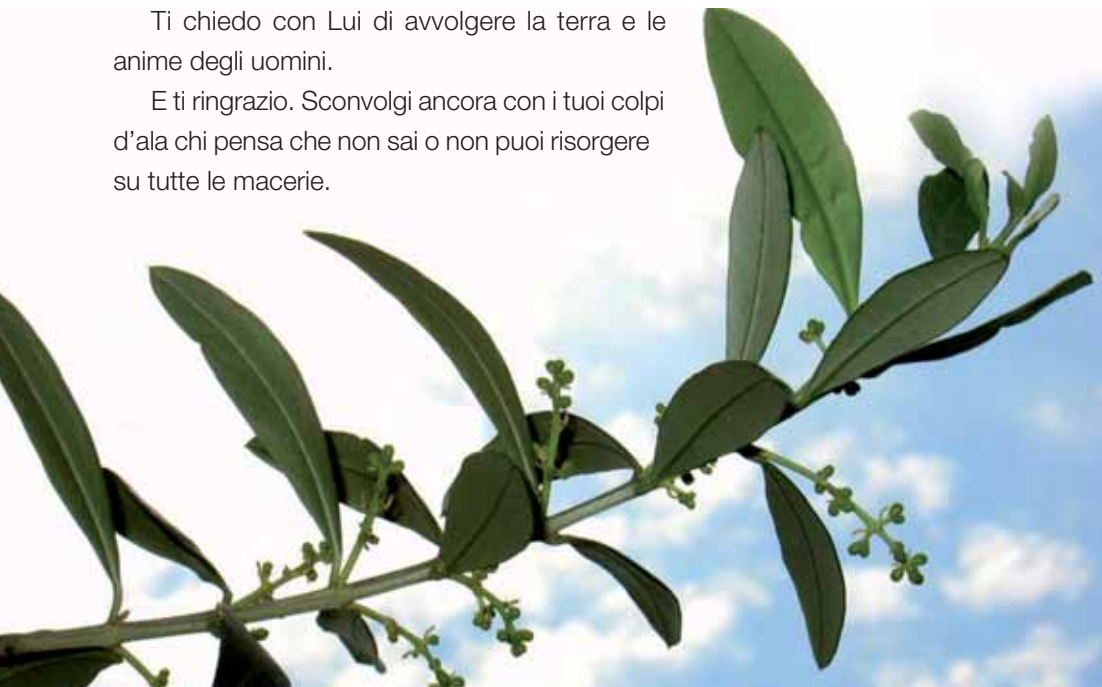 Ti chiedo con Lui di avvolgere la terra e le
anime degli uomini.
E ti ringrazio. Sconvolgi ancora con i tuoi colpi
d'ala chi pensa che non sai o non puoi risorgere
su tutte le macerie.